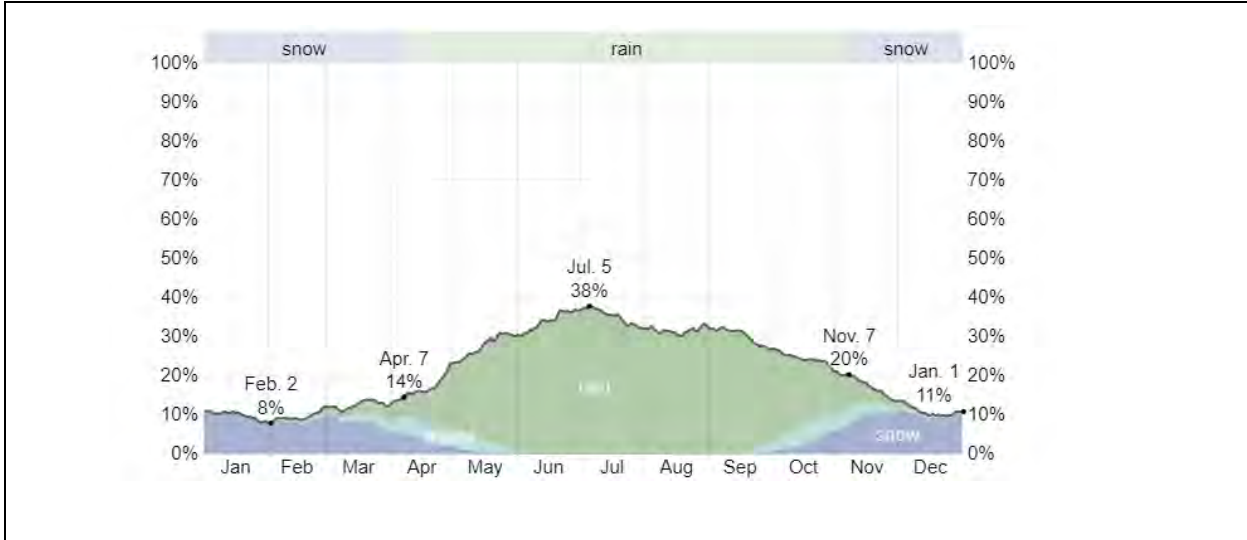 snow rain snow
100% 100%
90% 90%
80% 80%
70% 70%
60% 60%
50% 50%
Jul. 5
38%
40% 40%
30% 30%
Nov. 7
20%
Apr. 7
14%
Jan. 1
11%
20% 20%
Feb. 2
8%
rain
10% 10%
snow
0% 0%
Jan Feb Mar Apr May Jun Jul Aug Sep Oct Nov Dec